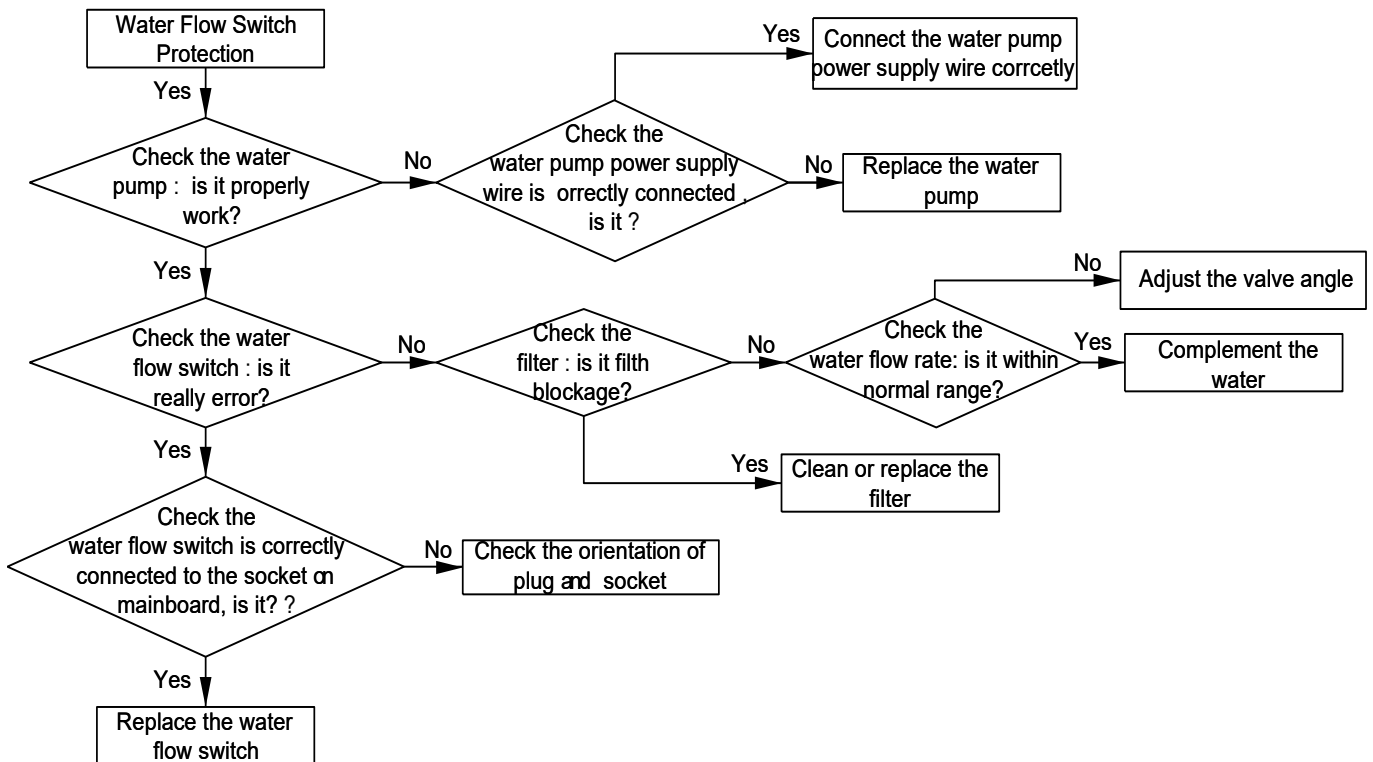 Water Flow Switch
Protection
Yes
Check the water
pump : is it properly
work?
No
Check the
water pump power supply
wire is orrectly connected ,
is it ?
Yes
Connect the water pump
power supply wire corrcetly
No
Replace the water
pump
Yes
Check the water
flow switch : is it
really error?
No
Check the
filter : is it filth
blockage?
No
Check the
water flow rate: is it within
normal range?
No
Adjust the valve angle
Yes
Complement the
water
Yes
Clean or replace the
filter
Yes
Check the
water flow switch is correctly
connected to the socket on
mainboard, is it? ?
No
Check the orientation of
plug and socket
Yes
Replace the water
flow switch